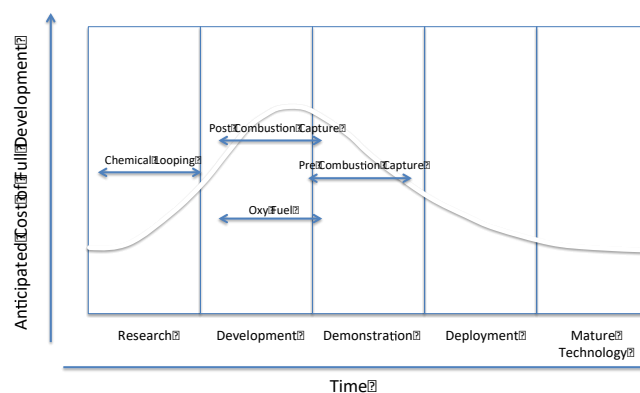 Anticipated Cost of Full Development
Post Combustion Capture
Chemical Looping
Pre Combustion Capture
Oxy Fuel
Research
Development
Demonstration
Deployment
Mature
Technology
Time